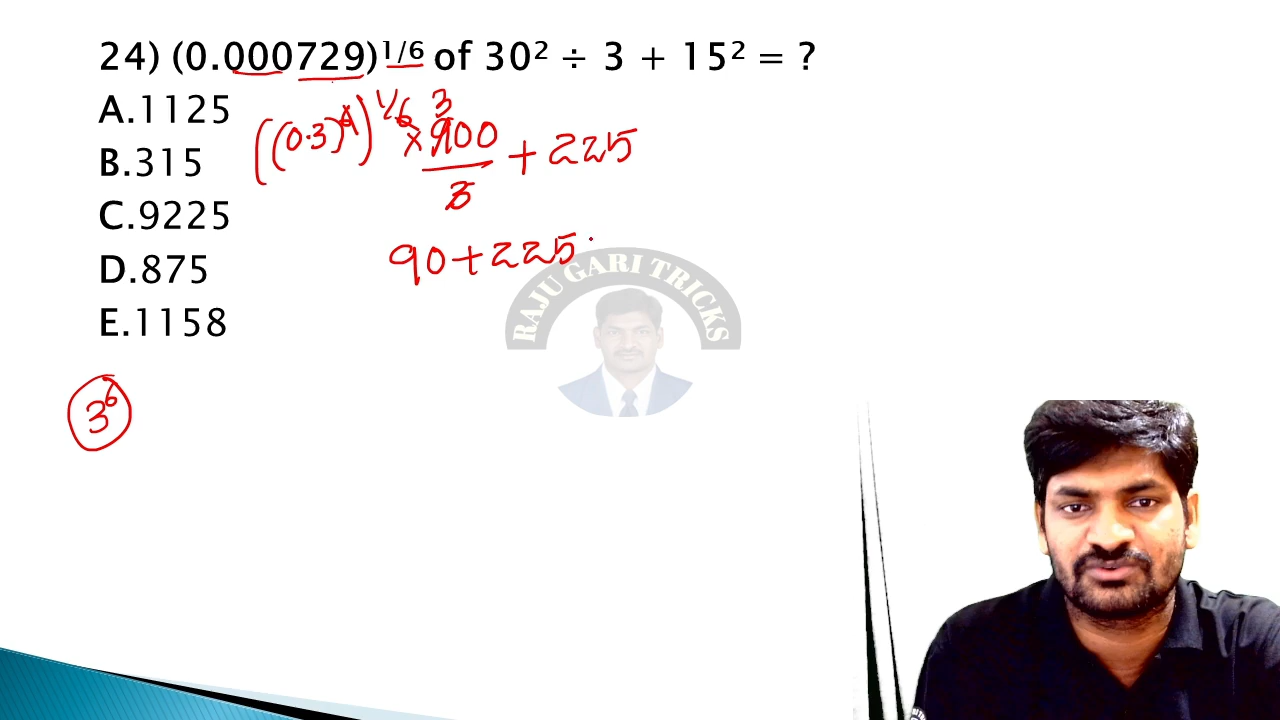 24) (0.000729)¹/⁶ of 30² ÷ 3 + 15² = ?
A.1125
B.315
C.9225
D.875
E.1158
((0.3)⁶)¹/⁶ × 900/3 + 225
3
90+225
3⁶
RAJU GARI TRICKS